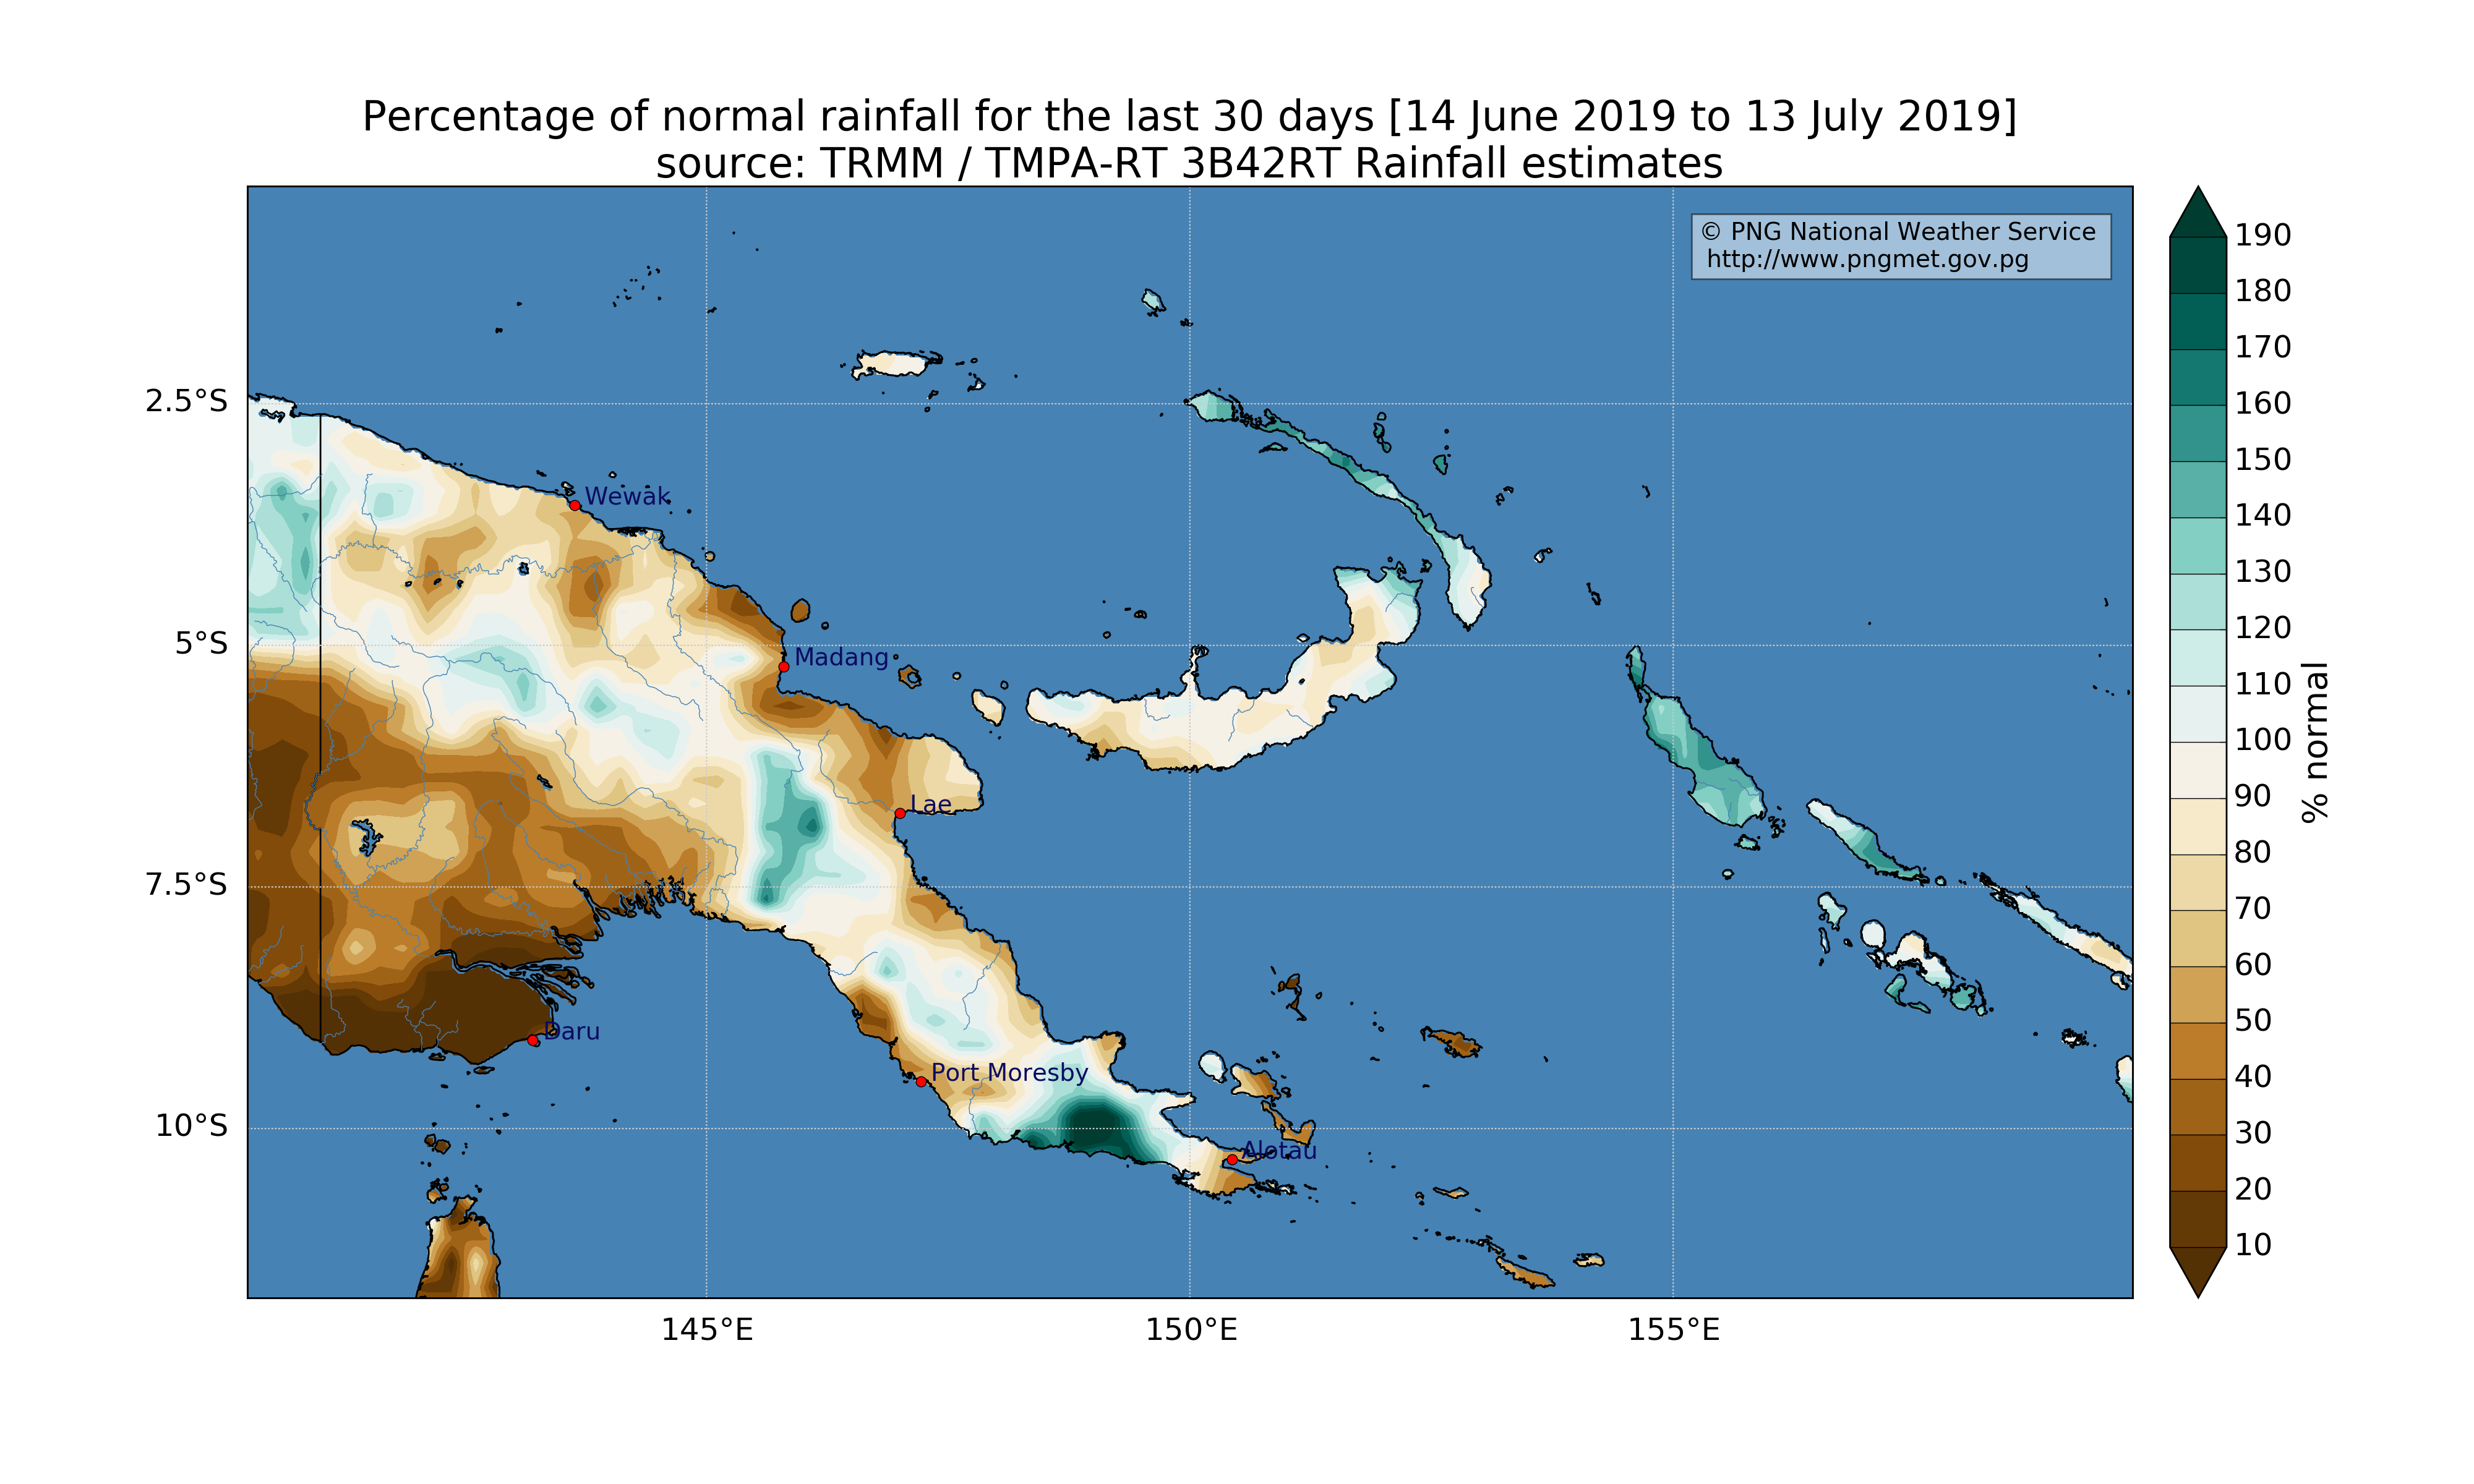 Percentage of normal rainfall for the last 30 days [14 June 2019 to 13 July 2019]
source: TRMM / TMPA-RT 3B42RT Rainfall estimates
© PNG National Weather Service
http://www.pngmet.gov.pg
2.5°S
5°S
7.5°S
10°S
Wewak
Madang
Lae
Daru
Port Moresby
Alotau
145°E
150°E
155°E
190
180
170
160
150
140
130
120
110
100
90
80
70
60
50
40
30
20
10
% normal